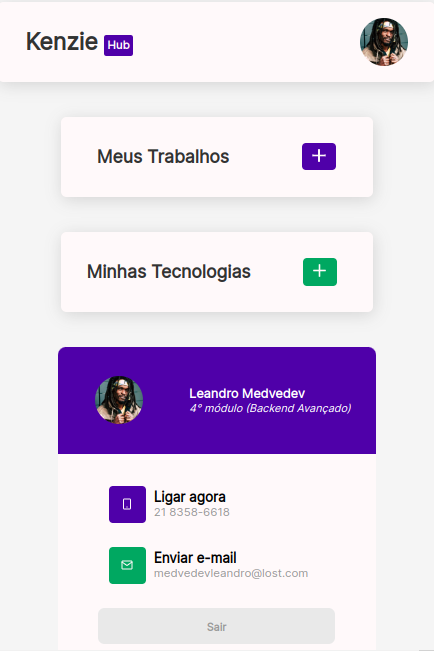 Kenzie Hub
Meus Trabalhos
Minhas Tecnologias
Leandro Medvedev
4º módulo (Backend Avançado)
Ligar agora
21 8358-6618
Enviar e-mail
medvedevleandro@lost.com
Sair